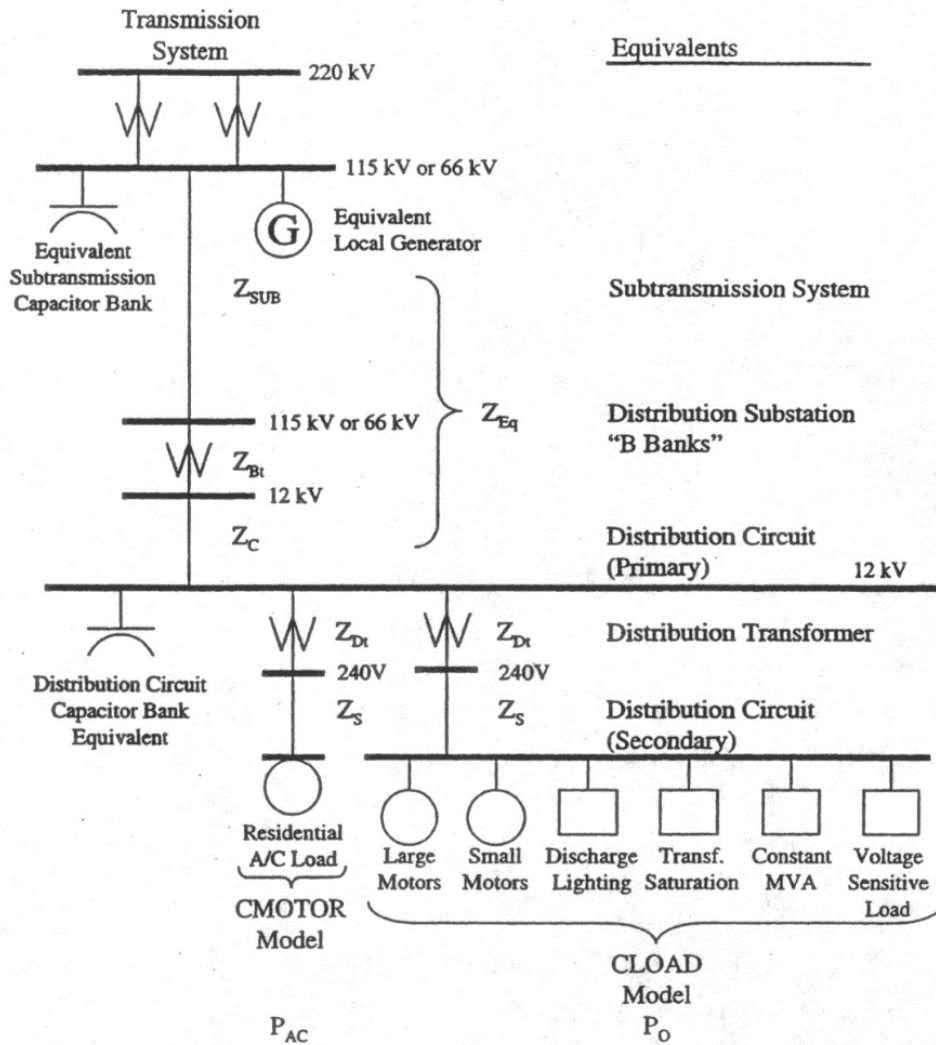 Transmission
System
220 kV
Equivalents
115 kV or 66 kV
G
Equivalent
Local Generator
Equivalent
Subtransmission
Capacitor Bank
Z_SUB
Subtransmission System
Z_Eq
115 kV or 66 kV
Distribution Substation
"B Banks"
Z_Bt
12 kV
Z_C
Distribution Circuit
(Primary)
12 kV
Z_Dt
Z_Dt
Distribution Transformer
240V
240V
Distribution Circuit
Capacitor Bank
Equivalent
Z_S
Z_S
Distribution Circuit
(Secondary)
Residential
A/C Load
CMOTOR
Model
Large
Motors
Small
Motors
Discharge
Lighting
Transf.
Saturation
Constant
MVA
Voltage
Sensitive
Load
CLOAD
Model
P_AC
P_O